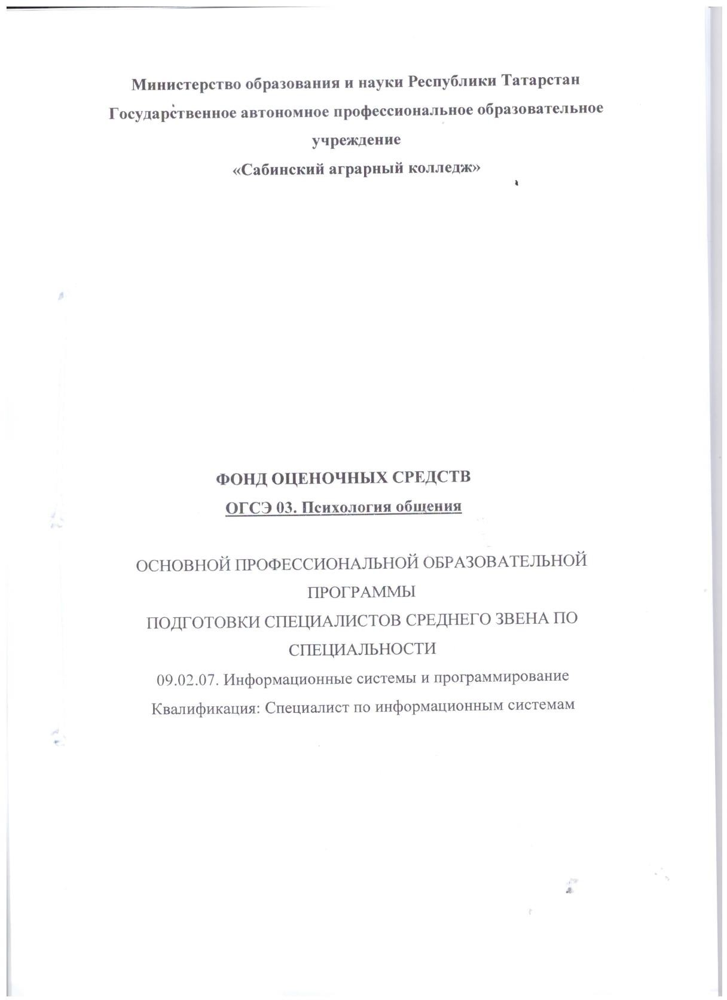 Министерство образования и науки Республики Татарстан
Государственное автономное профессиональное образовательное
учреждение
«Сабинский аграрный колледж»
ФОНД ОЦЕНОЧНЫХ СРЕДСТВ
ОГСЭ 03. Психология общения
ОСНОВНОЙ ПРОФЕССИОНАЛЬНОЙ ОБРАЗОВАТЕЛЬНОЙ
ПРОГРАММЫ
ПОДГОТОВКИ СПЕЦИАЛИСТОВ СРЕДНЕГО ЗВЕНА ПО
СПЕЦИАЛЬНОСТИ
09.02.07. Информационные системы и программирование
Квалификация: Специалист по информационным системам